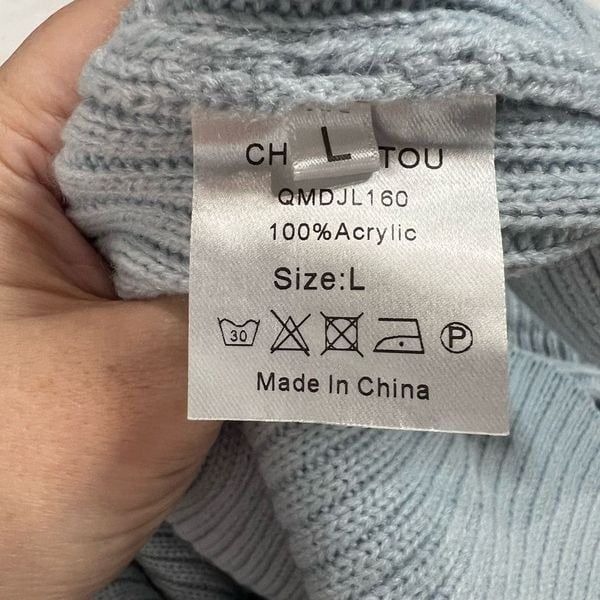 L
CH TOU
QMDJL160
100%Acrylic
Size:L
30 P
Made In China